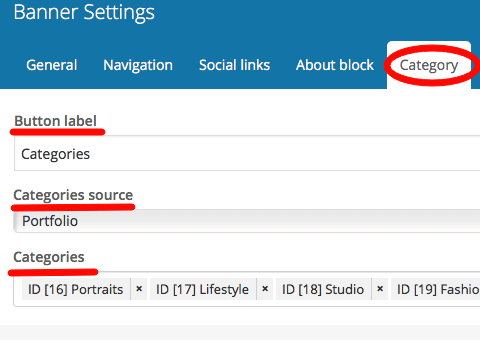 Banner Settings
General Navigation Social links About block Category
Button label
Categories
Categories source
Portfolio
Categories
ID [16] Portraits × ID [17] Lifestyle × ID [18] Studio × ID [19] Fashio